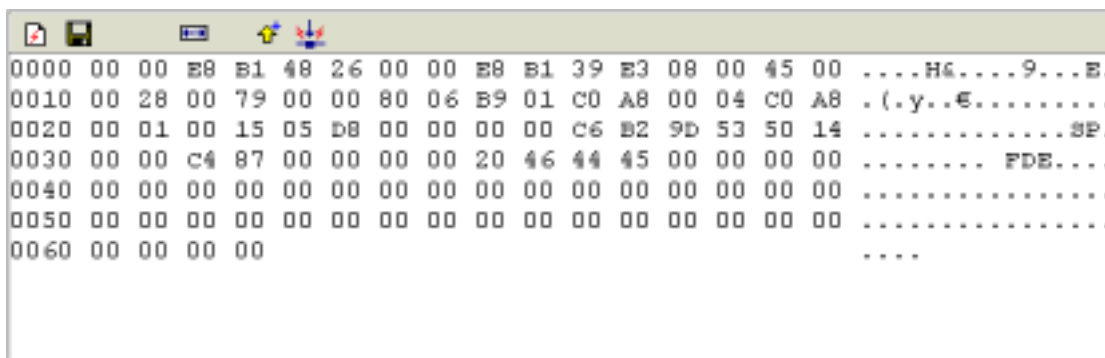 0000 00 00 E8 B1 48 26 00 00 E8 B1 39 E3 08 00 45 00 ....H&....9...E.
0010 00 28 00 79 00 00 80 06 B9 01 C0 A8 00 04 C0 A8 .(.y..€.........
0020 00 01 00 15 05 D8 00 00 00 00 C6 B2 9D 53 50 14 .............SP.
0030 00 00 C4 87 00 00 00 00 20 46 44 45 00 00 00 00 ........ FDE....
0040 00 00 00 00 00 00 00 00 00 00 00 00 00 00 00 00 ................
0050 00 00 00 00 00 00 00 00 00 00 00 00 00 00 00 00 ................
0060 00 00 00 00 ....